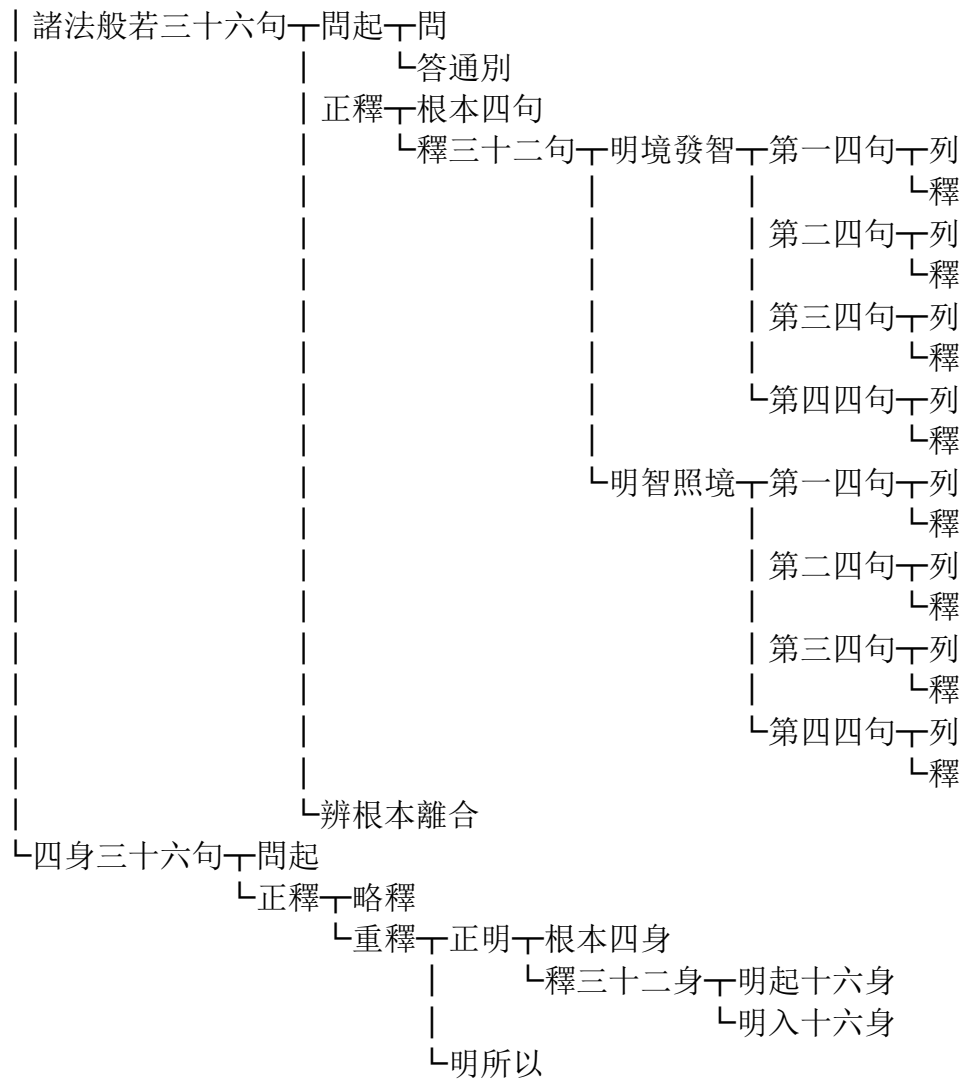 │諸法般若三十六句┬問起┬問
│　　　　　　　　│　　└答通別
│　　　　　　　　│正釋┬根本四句
│　　　　　　　　│　　└釋三十二句┬明境發智┬第一四句┬列
│　　　　　　　　│　　　　　　　　│　　　　│　　　　└釋
│　　　　　　　　│　　　　　　　　│　　　　│第二四句┬列
│　　　　　　　　│　　　　　　　　│　　　　│　　　　└釋
│　　　　　　　　│　　　　　　　　│　　　　│第三四句┬列
│　　　　　　　　│　　　　　　　　│　　　　│　　　　└釋
│　　　　　　　　│　　　　　　　　│　　　　└第四四句┬列
│　　　　　　　　│　　　　　　　　│　　　　　　　　　└釋
│　　　　　　　　│　　　　　　　　└明智照境┬第一四句┬列
│　　　　　　　　│　　　　　　　　　　　　　│　　　　└釋
│　　　　　　　　│　　　　　　　　　　　　　│第二四句┬列
│　　　　　　　　│　　　　　　　　　　　　　│　　　　└釋
│　　　　　　　　│　　　　　　　　　　　　　│第三四句┬列
│　　　　　　　　│　　　　　　　　　　　　　│　　　　└釋
│　　　　　　　　│　　　　　　　　　　　　　└第四四句┬列
│　　　　　　　　│　　　　　　　　　　　　　　　　　　└釋
│　　　　　　　　└辨根本離合
└四身三十六句┬問起
　　　　　　　└正釋┬略釋
　　　　　　　　　　└重釋┬正明┬根本四身
　　　　　　　　　　　　　│　　└釋三十二身┬明起十六身
　　　　　　　　　　　　　│　　　　　　　　└明入十六身
　　　　　　　　　　　　　└明所以